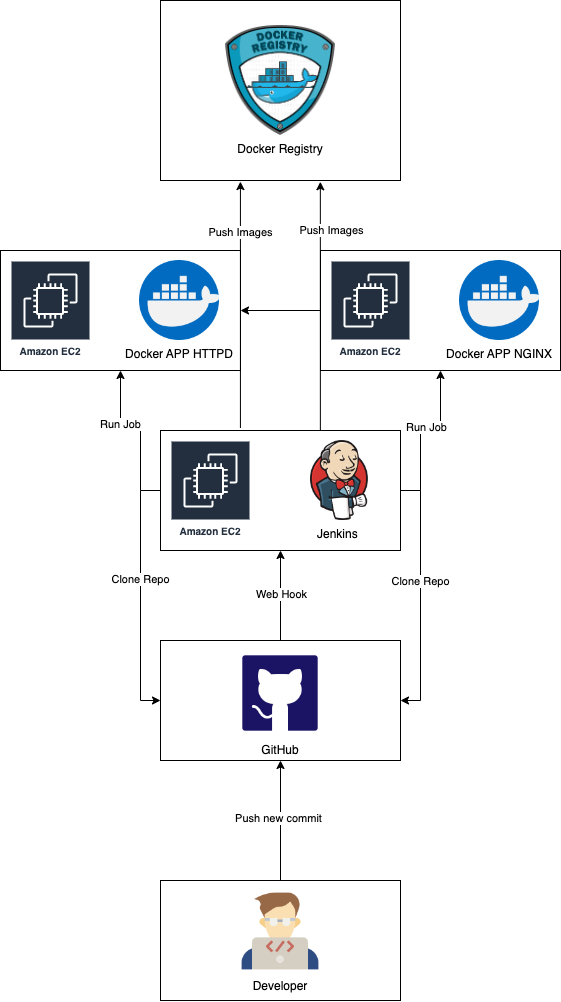 DOCKER
REGISTRY
Docker Registry
Push Images
Push Images
Amazon EC2
Docker APP HTTPD
Amazon EC2
Docker APP NGINX
Run Job
Run Job
Amazon EC2
Jenkins
Clone Repo
Clone Repo
Web Hook
GitHub
Push new commit
</>
Developer